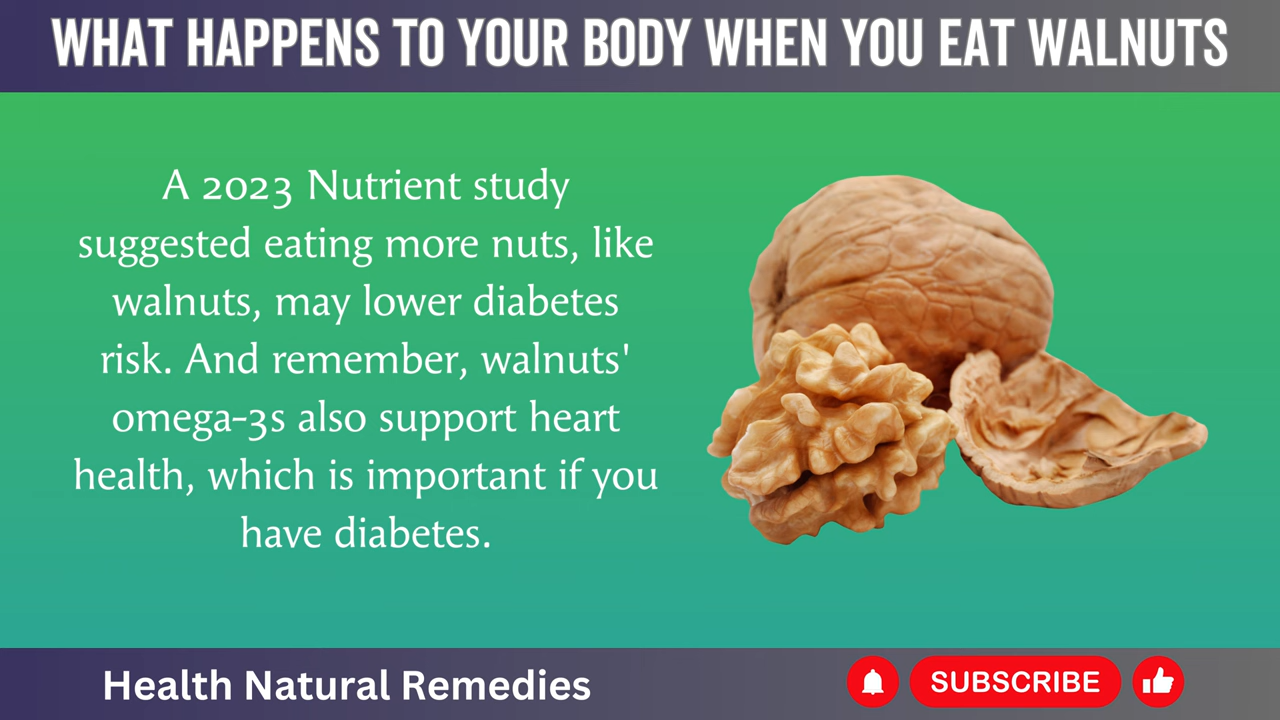 WHAT HAPPENS TO YOUR BODY WHEN YOU EAT WALNUTS
A 2023 Nutrient study
suggested eating more nuts, like
walnuts, may lower diabetes
risk. And remember, walnuts'
omega-3s also support heart
health, which is important if you
have diabetes.
Health Natural Remedies
SUBSCRIBE